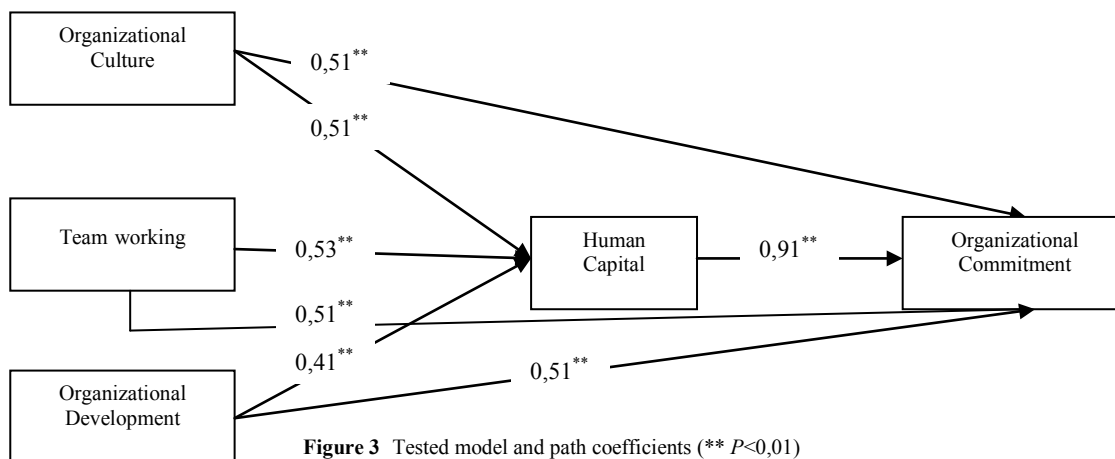 Organizational
Culture
0,51**
0,51**
Team working
0,53**
Human
Capital
0,91**
Organizational
Commitment
0,51**
0,41**
0,51**
Organizational
Development
Figure 3 Tested model and path coefficients (** P<0,01)